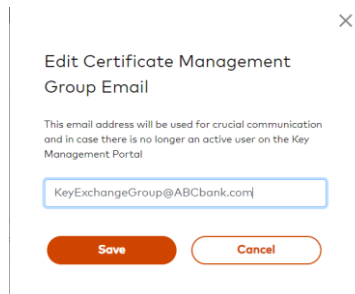 Edit Certificate Management
Group Email
This email address will be used for crucial communication
and in case there is no longer an active user on the Key
Management Portal
KeyExchangeGroup@ABCbank.com
Save
Cancel